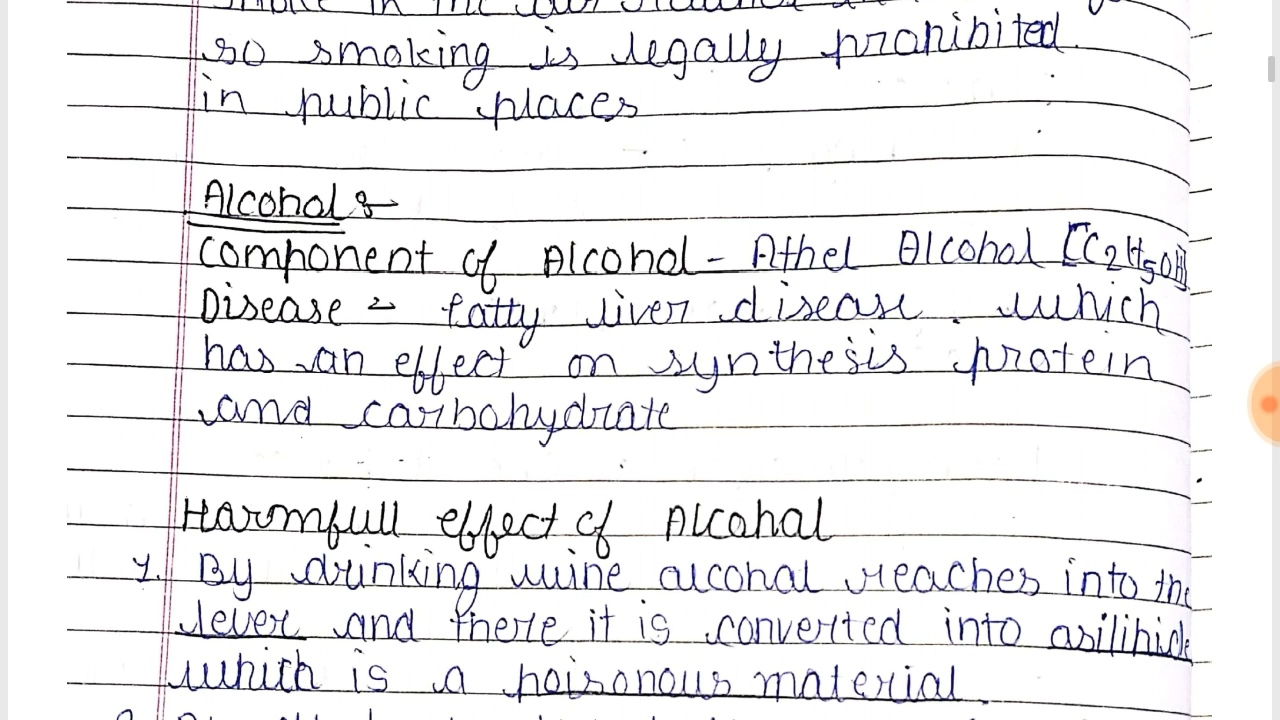 so smoking is legally prohibited.
in public places
Alcohal :-
Component of Alcohal - Athel Alcohal [C2H5OH]
Disease - fatty liver disease. which
has an effect on synthesis protein
and carbohydrate
Harmfull effect of Alcahal
1. By drinking wine alcohal reaches into the
lever and there it is converted into
which is a poisonous material.